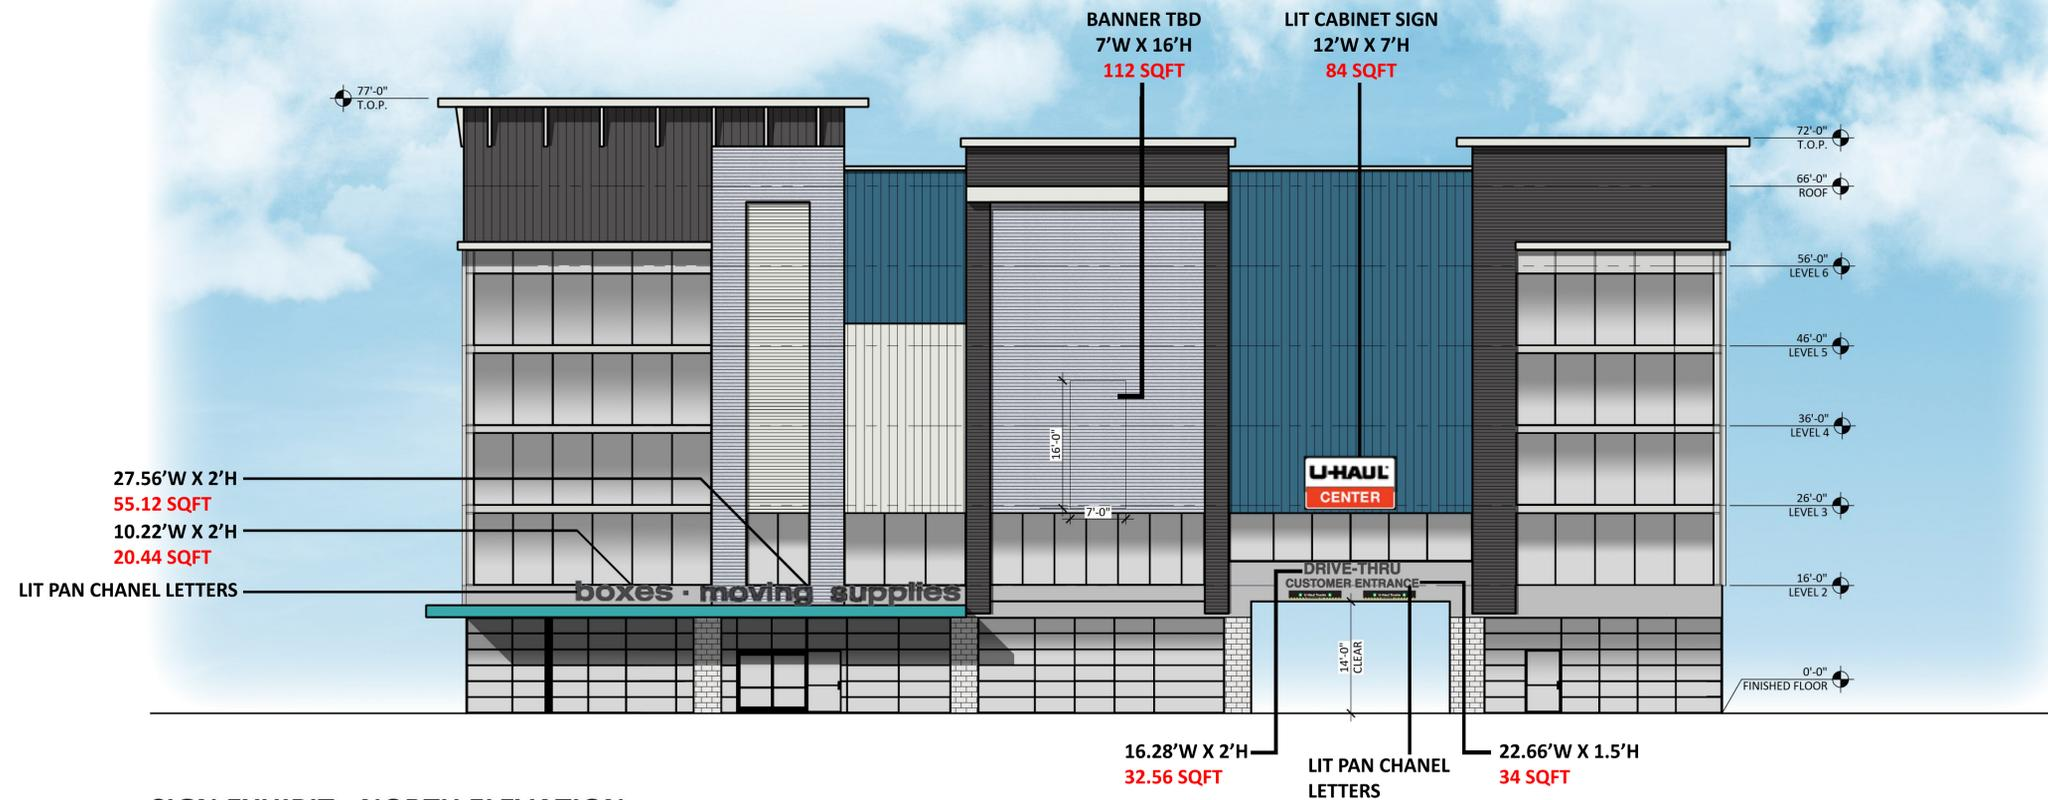 BANNER TBD
7’W X 16’H
112 SQFT
LIT CABINET SIGN
12’W X 7’H
84 SQFT
77'-0"
T.O.P.
72'-0"
T.O.P.
66'-0"
ROOF
56'-0"
LEVEL 6
46'-0"
LEVEL 5
36'-0"
LEVEL 4
26'-0"
LEVEL 3
16'-0"
LEVEL 2
0'-0"
FINISHED FLOOR
16'-0"
7'-0"
U-HAUL
CENTER
27.56’W X 2’H
55.12 SQFT
10.22’W X 2’H
20.44 SQFT
LIT PAN CHANEL LETTERS
boxes · moving supplies
DRIVE-THRU
CUSTOMER ENTRANCE
14'-0"
CLEAR
16.28’W X 2’H
32.56 SQFT
LIT PAN CHANEL
LETTERS
22.66’W X 1.5’H
34 SQFT
SIGN EXHIBIT - NORTH ELEVATION